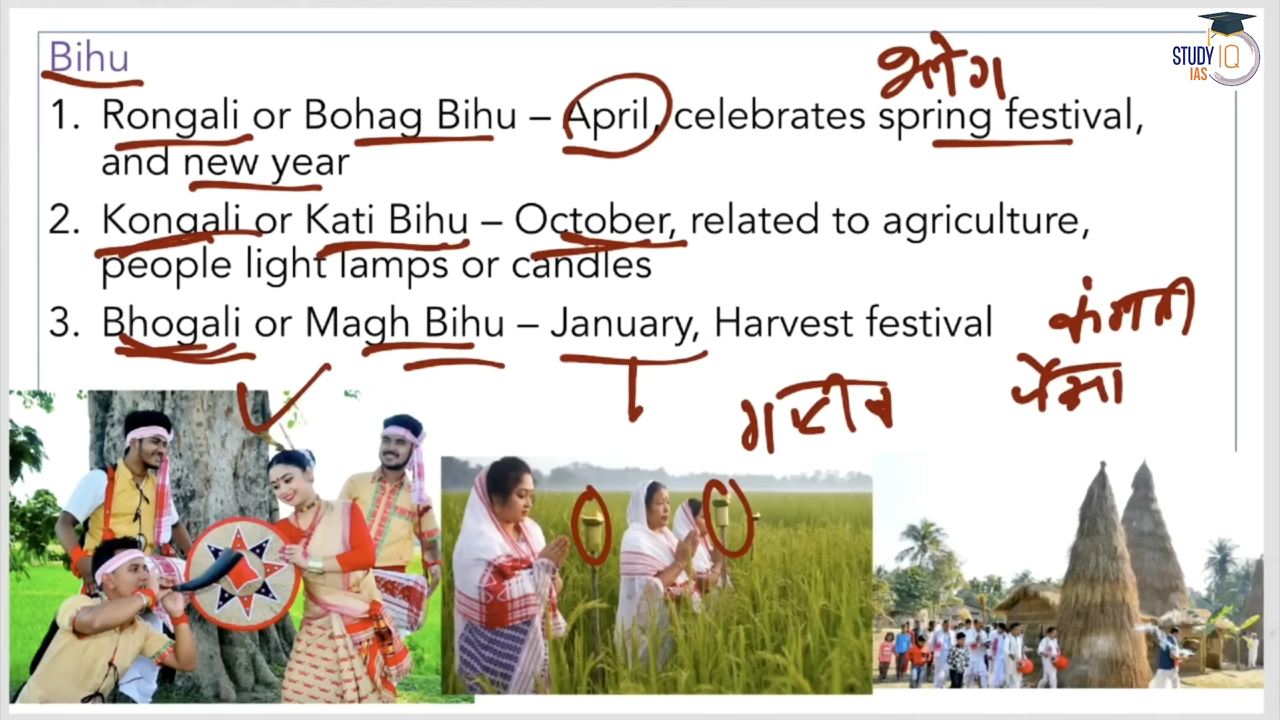 STUDY IQ
IAS
Bihu
भोग
1. Rongali or Bohag Bihu – April, celebrates spring festival,
and new year
2. Kongali or Kati Bihu – October, related to agriculture,
people light lamps or candles
3. Bhogali or Magh Bihu – January, Harvest festival
कंगाली
पैसा
गरीब